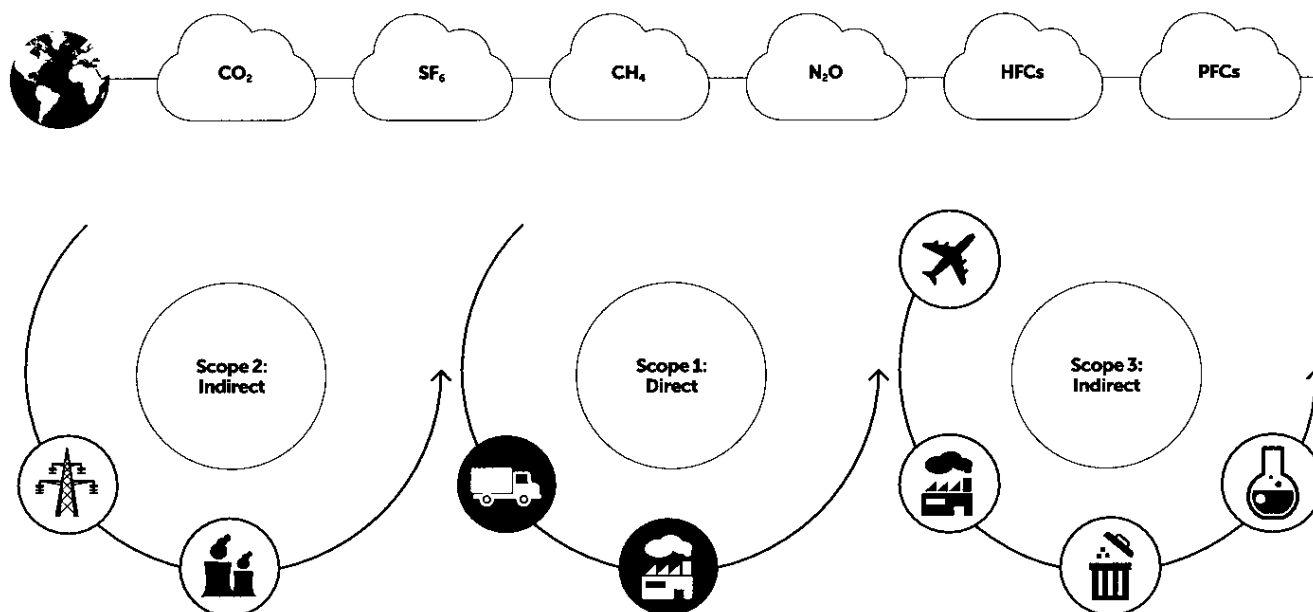 CO₂
SF₆
CH₄
N₂O
HFCs
PFCs
Scope 2:
Indirect
Scope 1:
Direct
Scope 3:
Indirect